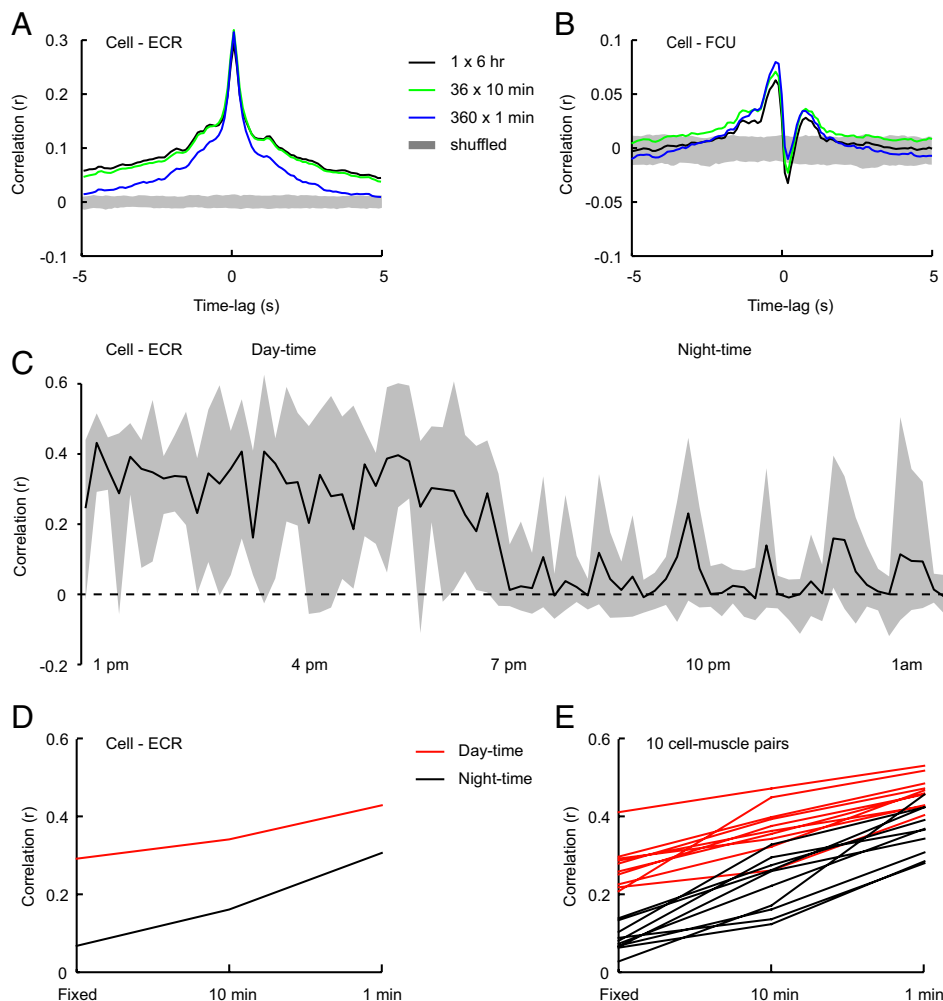 A
Cell - ECR
Correlation (r)
0.3
0.2
0.1
0
-0.1
-5
0
5
Time-lag (s)
1 x 6 hr
36 x 10 min
360 x 1 min
shuffled
B
Cell - FCU
Correlation (r)
0.10
0.05
0
-0.05
-0.1
-5
0
5
Time-lag (s)
C
Cell - ECR
Day-time
Night-time
Correlation (r)
0.6
0.4
0.2
0
-0.2
1 pm
4 pm
7 pm
10 pm
1am
D
Cell - ECR
Correlation (r)
0.6
0.4
0.2
0
Fixed
10 min
1 min
Day-time
Night-time
E
10 cell-muscle pairs
Correlation (r)
0.6
0.4
0.2
0
Fixed
10 min
1 min